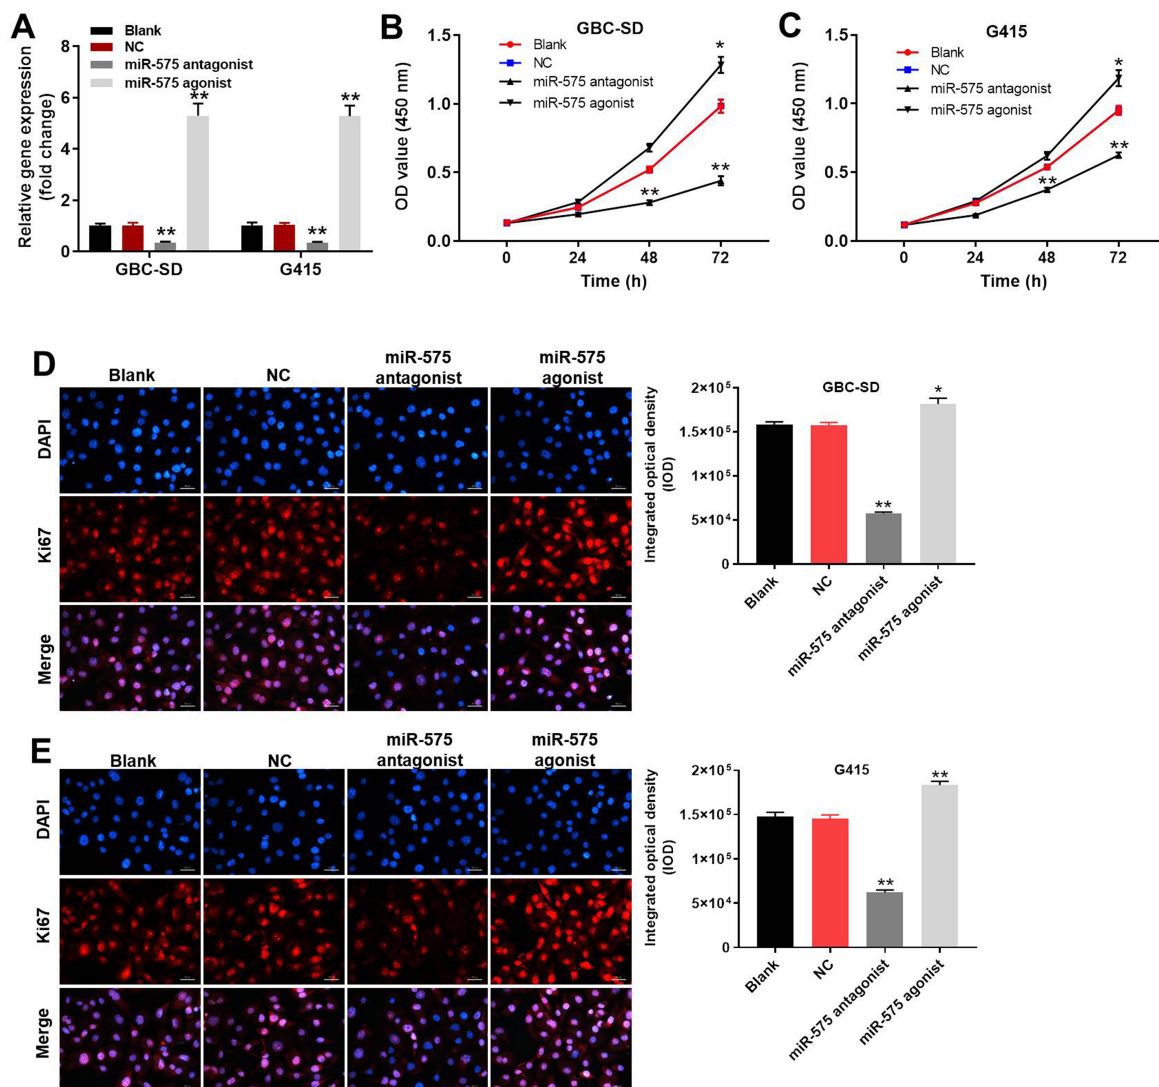 A
Blank
NC
miR-575 antagonist
miR-575 agonist
Relative gene expression
(fold change)
8
6
4
2
0
**
**
**
**
GBC-SD
G415
B
GBC-SD
Blank
NC
miR-575 antagonist
miR-575 agonist
OD value (450 nm)
1.5
1.0
0.5
0.0
*
**
**
0
24
48
72
Time (h)
C
G415
Blank
NC
miR-575 antagonist
miR-575 agonist
OD value (450 nm)
1.5
1.0
0.5
0.0
*
**
**
0
24
48
72
Time (h)
D
Blank
NC
miR-575
antagonist
miR-575
agonist
DAPI
Ki67
Merge
GBC-SD
Integrated optical density
(IOD)
2×10⁵
1.5×10⁵
1×10⁵
5×10⁴
0
**
*
Blank
NC
miR-575 antagonist
miR-575 agonist
E
Blank
NC
miR-575
antagonist
miR-575
agonist
DAPI
Ki67
Merge
G415
Integrated optical density
(IOD)
2×10⁵
1.5×10⁵
1×10⁵
5×10⁴
0
**
**
Blank
NC
miR-575 antagonist
miR-575 agonist